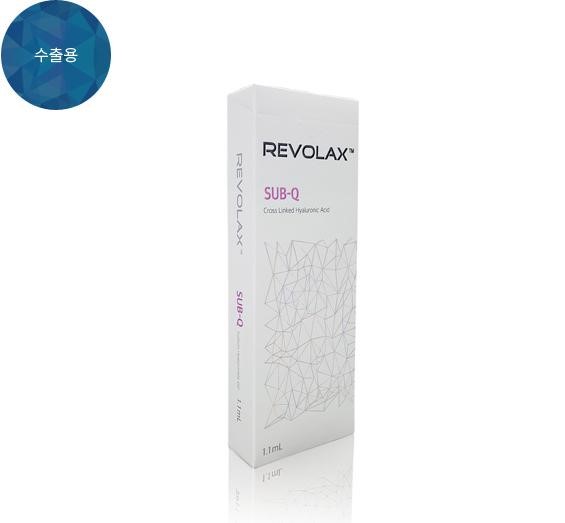 수출용
REVOLAX™
SUB-Q
Cross Linked Hyaluronic Acid
1.1mL
REVOLAX™
SUB-Q
1.1mL